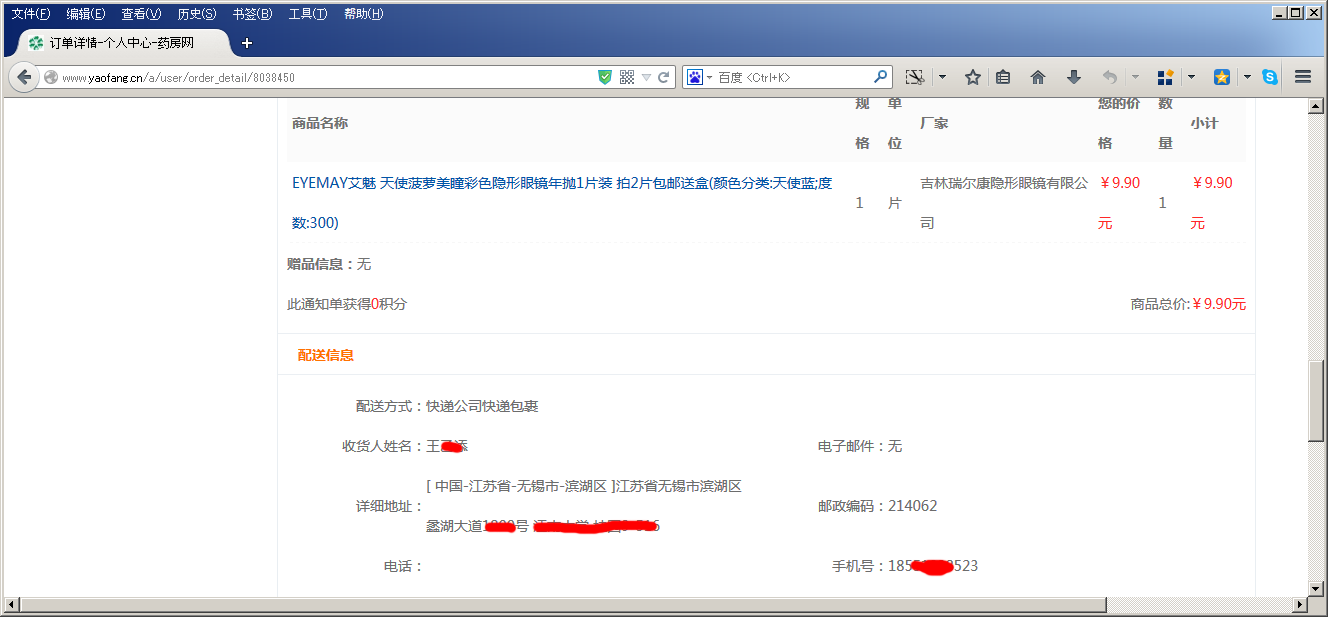 文件(F) 编辑(E) 查看(V) 历史(S) 书签(B) 工具(T) 帮助(H)
订单详情-个人中心-药房网
www.yaofang.cn/a/user/order_detail/8038450
百度 <Ctrl+K>
商品名称 规格 单位 厂家 您的价格 数量 小计
EYEMAY艾魅 天使菠萝美瞳彩色隐形眼镜年抛1片装 拍2片包邮送盒(颜色分类:天使蓝;度
数:300)
1 片 吉林瑞尔康隐形眼镜有限公司 ¥9.90元 1 ¥9.90元
赠品信息：无
此通知单获得0积分 商品总价:¥9.90元
配送信息
配送方式：快递公司快递包裹
收货人姓名：王 电子邮件：无
详细地址：[ 中国-江苏省-无锡市-滨湖区 ]江苏省无锡市滨湖区
蠡湖大道 号
邮政编码：214062
电话： 手机号：185 523